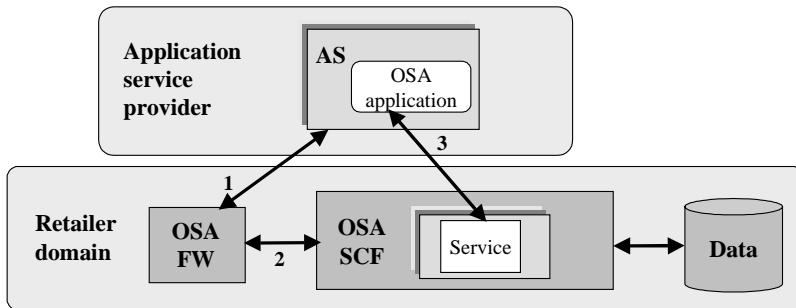 Application
service
provider
AS
OSA
application
3
1
Retailer
domain
OSA
FW
2
OSA
SCF
Service
Data